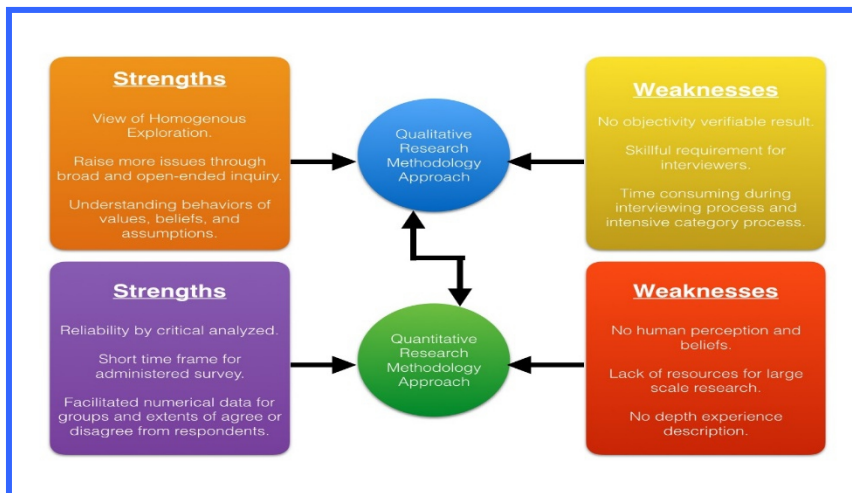 Strengths
View of Homogenous
Exploration.
Raise more issues through
broad and open-ended inquiry.
Understanding behaviors of
values, beliefs, and
assumptions.
Qualitative
Research
Methodology
Approach
Weaknesses
No objectivity verifiable result.
Skillful requirement for
interviewers.
Time consuming during
interviewing process and
intensive category process.
Strengths
Reliability by critical analyzed.
Short time frame for
administered survey.
Facilitated numerical data for
groups and extents of agree or
disagree from respondents.
Quantitative
Research
Methodology
Approach
Weaknesses
No human perception and
beliefs.
Lack of resources for large
scale research.
No depth experience
description.